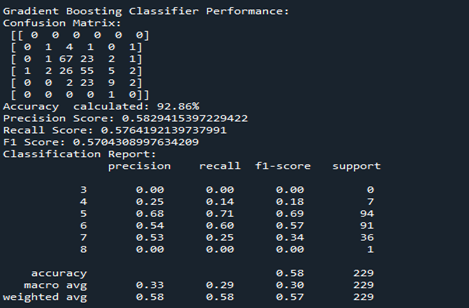 Gradient Boosting Classifier Performance:
Confusion Matrix:
[[ 0 0 0 0 0 0]
[ 0 1 4 1 0 1]
[ 0 1 67 23 2 1]
[ 1 2 26 55 5 2]
[ 0 0 2 23 9 2]
[ 0 0 0 0 1 0]]
Accuracy calculated: 92.86%
Precision Score: 0.5829415397229422
Recall Score: 0.5764192139737991
F1 Score: 0.5704308997634209
Classification Report:
precision recall f1-score support
3 0.00 0.00 0.00 0
4 0.25 0.14 0.18 7
5 0.68 0.71 0.69 94
6 0.54 0.60 0.57 91
7 0.53 0.25 0.34 36
8 0.00 0.00 0.00 1
accuracy 0.58 229
macro avg 0.33 0.29 0.30 229
weighted avg 0.58 0.58 0.57 229